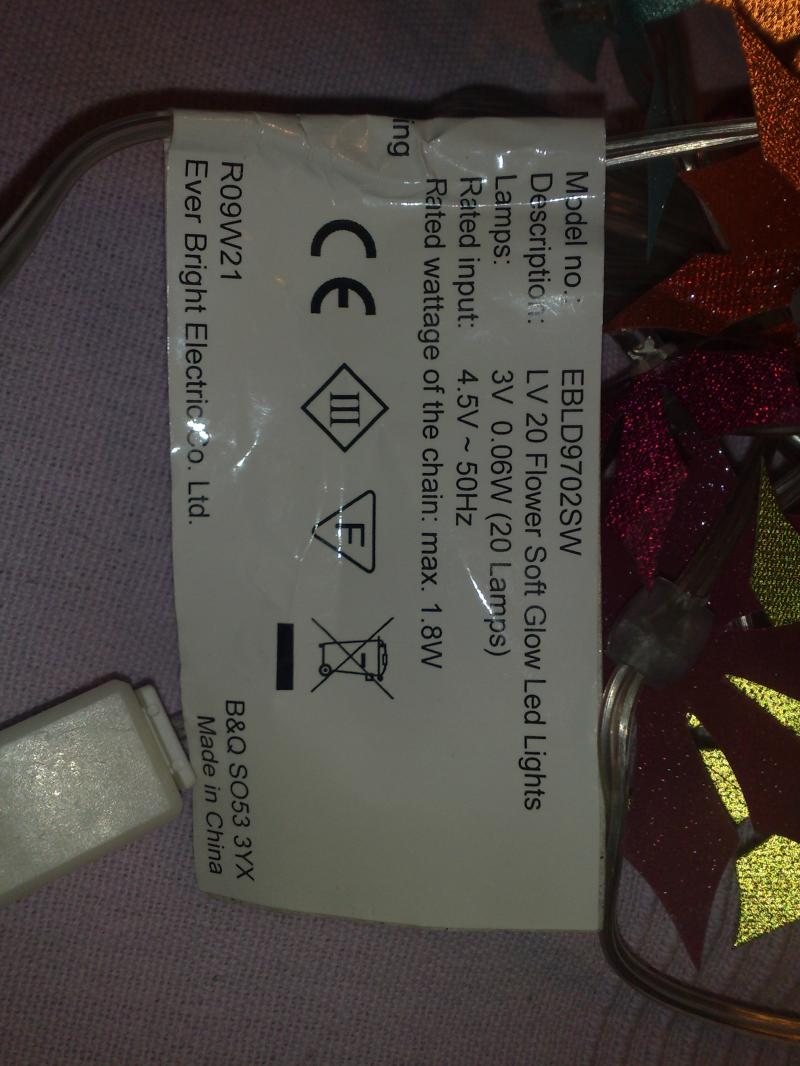 Model no.: EBLD9702SW
Description: LV 20 Flower Soft Glow Led Lights
Lamps: 3V 0.06W (20 Lamps)
Rated input: 4.5V ~ 50Hz
Rated wattage of the chain: max. 1.8W
ing
CE
III
F
R09W21
Ever Bright Electric Co. Ltd.
B&Q SO53 3YX
Made in China